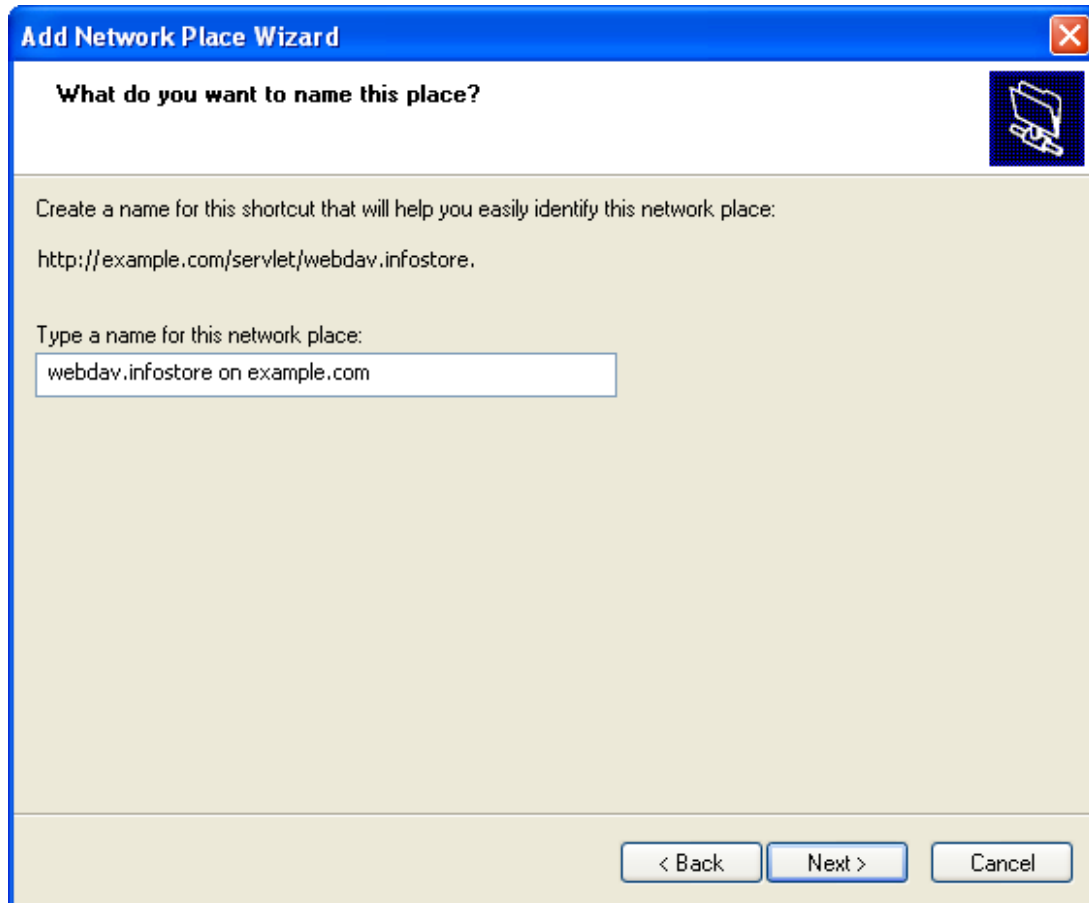 Add Network Place Wizard
What do you want to name this place?
Create a name for this shortcut that will help you easily identify this network place:
http://example.com/servlet/webdav.infostore.
Type a name for this network place:
webdav.infostore on example.com
< Back Next > Cancel